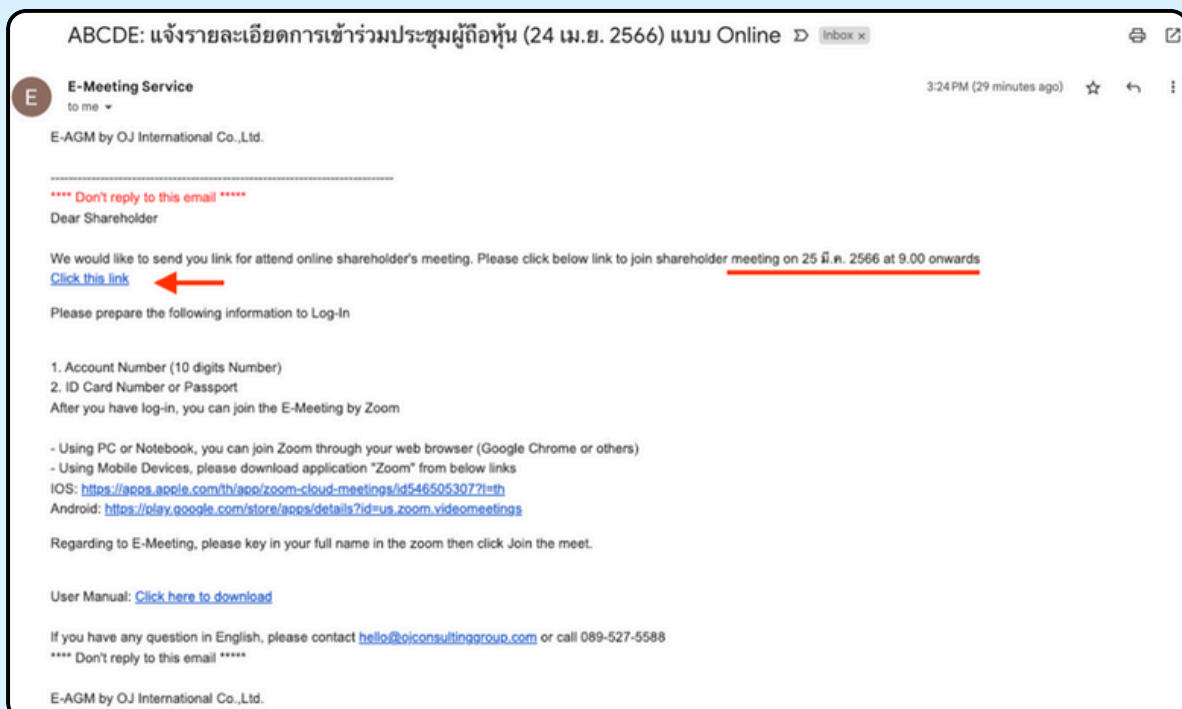 ABCDE: แจ้งรายละเอียดการเข้าร่วมประชุมผู้ถือหุ้น (24 เม.ย. 2566) แบบ Online Inbox x
E
E-Meeting Service
3:24 PM (29 minutes ago)
to me
E-AGM by OJ International Co.,Ltd.
--------------------------------------------------------------------------------
**** Don't reply to this email *****
Dear Shareholder
We would like to send you link for attend online shareholder's meeting. Please click below link to join shareholder meeting on 25 มี.ค. 2566 at 9.00 onwards
Click this link
Please prepare the following information to Log-In
1. Account Number (10 digits Number)
2. ID Card Number or Passport
After you have log-in, you can join the E-Meeting by Zoom
- Using PC or Notebook, you can join Zoom through your web browser (Google Chrome or others)
- Using Mobile Devices, please download application "Zoom" from below links
IOS: https://apps.apple.com/th/app/zoom-cloud-meetings/id546505307?l=th
Android: https://play.google.com/store/apps/details?id=us.zoom.videomeetings
Regarding to E-Meeting, please key in your full name in the zoom then click Join the meet.
User Manual: Click here to download
If you have any question in English, please contact hello@ojconsultinggroup.com or call 089-527-5588
**** Don't reply to this email *****
E-AGM by OJ International Co.,Ltd.